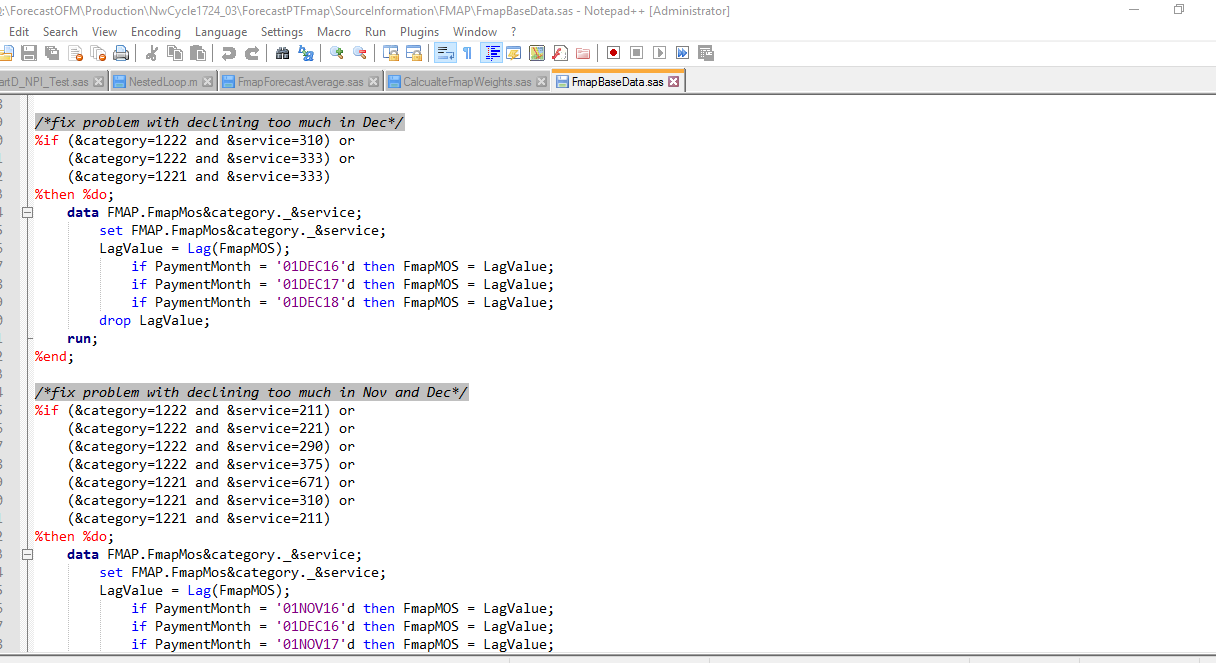 :\ForecastOFM\Production\NwCycle1724_03\ForecastPTFmap\SourceInformation\FMAP\FmapBaseData.sas - Notepad++ [Administrator]
Edit Search View Encoding Language Settings Macro Run Plugins Window ?
artD_NPI_Test.sas NestedLoop.m FmapForecastAverage.sas CalcualteFmapWeights.sas FmapBaseData.sas
/*fix problem with declining too much in Dec*/
%if (&category=1222 and &service=310) or
(&category=1222 and &service=333) or
(&category=1221 and &service=333)
%then %do;
data FMAP.FmapMos&category._&service;
set FMAP.FmapMos&category._&service;
LagValue = Lag(FmapMOS);
if PaymentMonth = '01DEC16'd then FmapMOS = LagValue;
if PaymentMonth = '01DEC17'd then FmapMOS = LagValue;
if PaymentMonth = '01DEC18'd then FmapMOS = LagValue;
drop LagValue;
run;
%end;
/*fix problem with declining too much in Nov and Dec*/
%if (&category=1222 and &service=211) or
(&category=1222 and &service=221) or
(&category=1222 and &service=290) or
(&category=1222 and &service=375) or
(&category=1221 and &service=671) or
(&category=1221 and &service=310) or
(&category=1221 and &service=211)
%then %do;
data FMAP.FmapMos&category._&service;
set FMAP.FmapMos&category._&service;
LagValue = Lag(FmapMOS);
if PaymentMonth = '01NOV16'd then FmapMOS = LagValue;
if PaymentMonth = '01DEC16'd then FmapMOS = LagValue;
if PaymentMonth = '01NOV17'd then FmapMOS = LagValue;